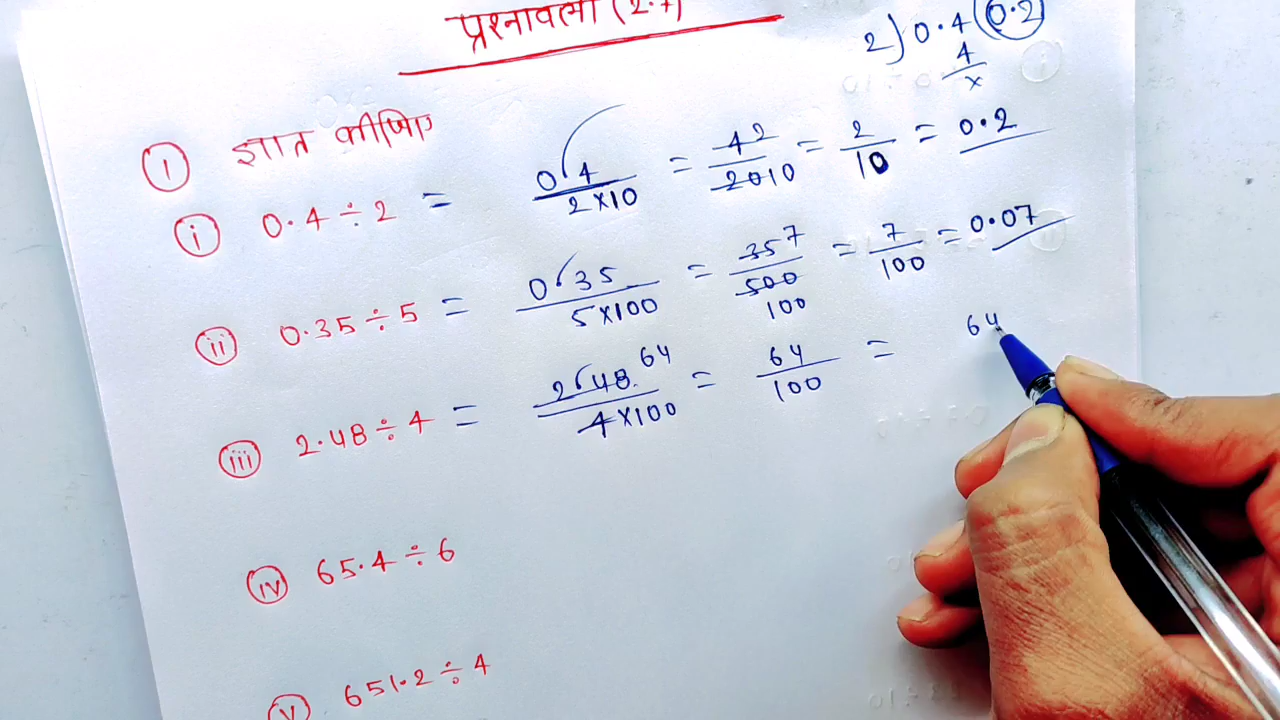 प्रश्नावली (2.7)
2)0.4(0.2
4
x
1 ज्ञात कीजिए
i 0.4 ÷ 2 = 0.4/2×10 = 4 2/20 10 = 2/10 = 0.2
ii 0.35 ÷ 5 = 0.35/5×100 = 35 7/500 100 = 7/100 = 0.07
iii 2.48 ÷ 4 = 2.48 64/4×100 = 64/100 = 64
iv 65.4 ÷ 6
v 651.2 ÷ 4